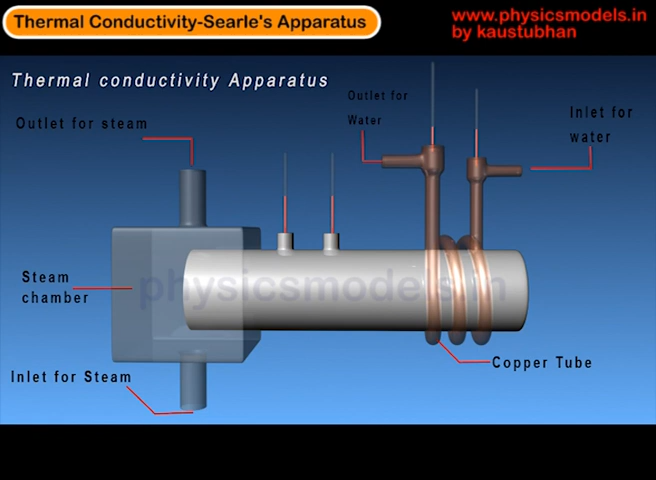 Thermal Conductivity-Searle's Apparatus
www.physicsmodels.in
by kaustubhan
Thermal conductivity Apparatus
Outlet for
Water
Inlet for
water
Outlet for steam
Steam
chamber
physicsmodels.in
Inlet for Steam
Copper Tube